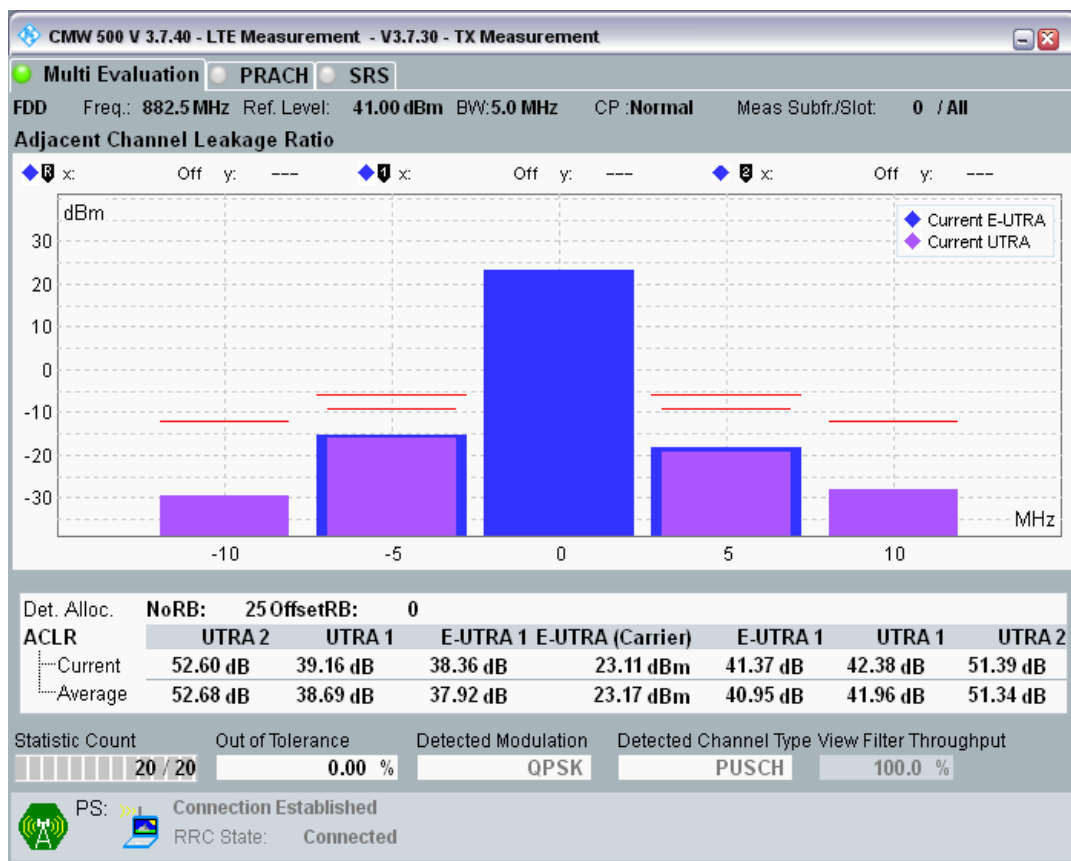 CMW 500 V 3.7.40 - LTE Measurement - V3.7.30 - TX Measurement
Multi Evaluation PRACH SRS
FDD Freq.: 882.5 MHz Ref. Level: 41.00 dBm BW:5.0 MHz CP :Normal Meas Subfr./Slot: 0 / All
Adjacent Channel Leakage Ratio
R x: Off y: --- 1 x: Off y: --- 2 x: Off y: ---
dBm
Current E-UTRA
Current UTRA
30
20
10
0
-10
-20
-30
MHz
-10 -5 0 5 10
Det. Alloc. NoRB: 25 OffsetRB: 0
ACLR UTRA 2 UTRA 1 E-UTRA 1 E-UTRA (Carrier) E-UTRA 1 UTRA 1 UTRA 2
Current 52.60 dB 39.16 dB 38.36 dB 23.11 dBm 41.37 dB 42.38 dB 51.39 dB
Average 52.68 dB 38.69 dB 37.92 dB 23.17 dBm 40.95 dB 41.96 dB 51.34 dB
Statistic Count Out of Tolerance Detected Modulation Detected Channel Type View Filter Throughput
20 / 20 0.00 % QPSK PUSCH 100.0 %
PS: Connection Established
RRC State: Connected